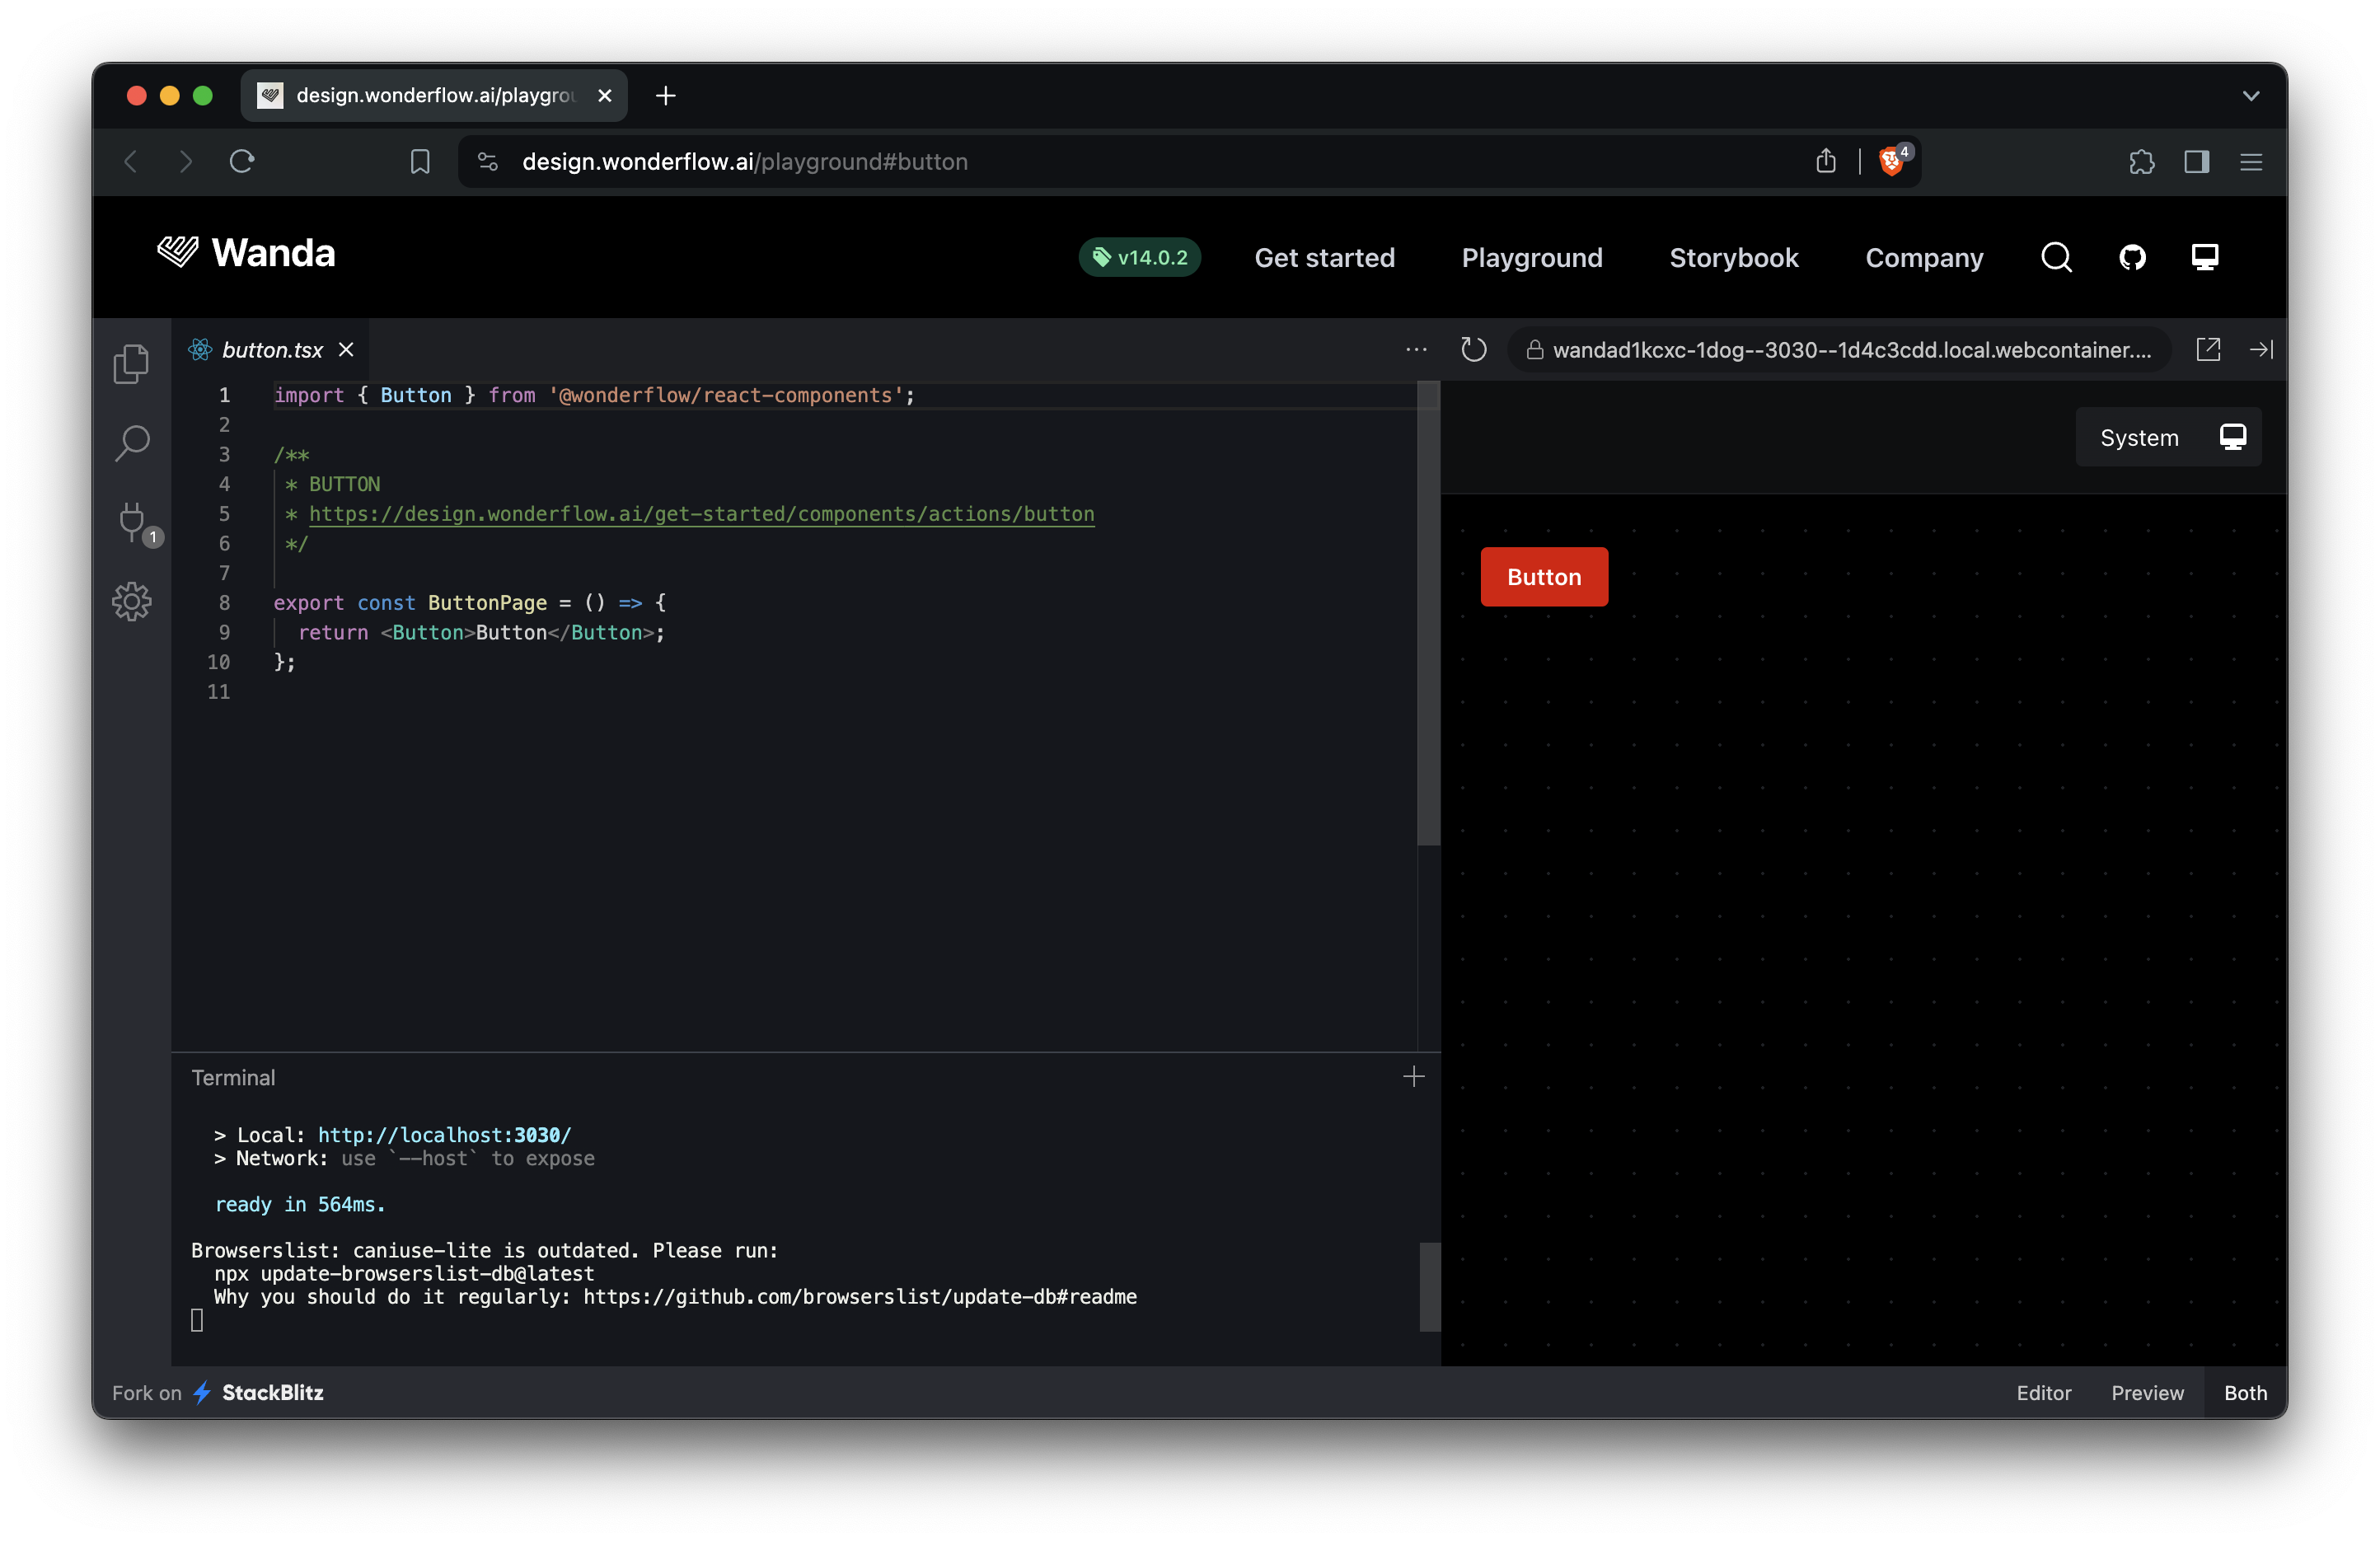 design.wonderflow.ai/playgrou
design.wonderflow.ai/playground#button
4
Wanda
v14.0.2
Get started
Playground
Storybook
Company
button.tsx
wandad1kcxc-1dog--3030--1d4c3cdd.local.webcontainer....
1 import { Button } from '@wonderflow/react-components';
2
3 /**
4 * BUTTON
5 * https://design.wonderflow.ai/get-started/components/actions/button
6 */
7
8 export const ButtonPage = () => {
9 return <Button>Button</Button>;
10 };
11
1
System
Button
Terminal
> Local: http://localhost:3030/
> Network: use `--host` to expose
ready in 564ms.
Browserslist: caniuse-lite is outdated. Please run:
npx update-browserslist-db@latest
Why you should do it regularly: https://github.com/browserslist/update-db#readme
Fork on StackBlitz
Editor
Preview
Both